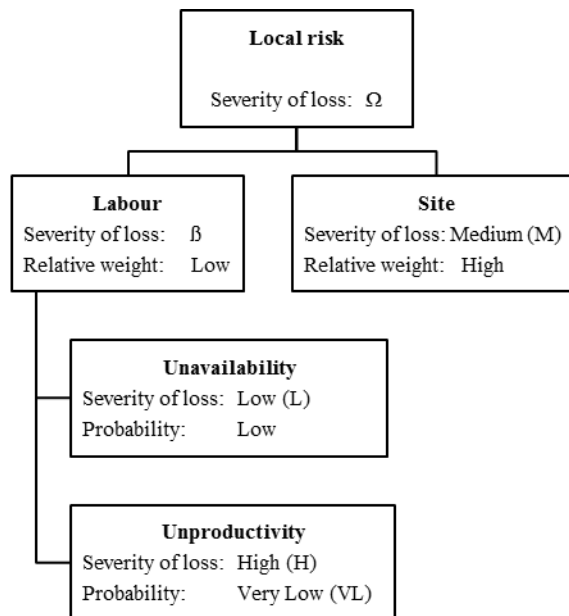 Local risk
Severity of loss: Ω
Labour
Severity of loss: ß
Relative weight: Low
Site
Severity of loss: Medium (M)
Relative weight: High
Unavailability
Severity of loss: Low (L)
Probability: Low
Unproductivity
Severity of loss: High (H)
Probability: Very Low (VL)